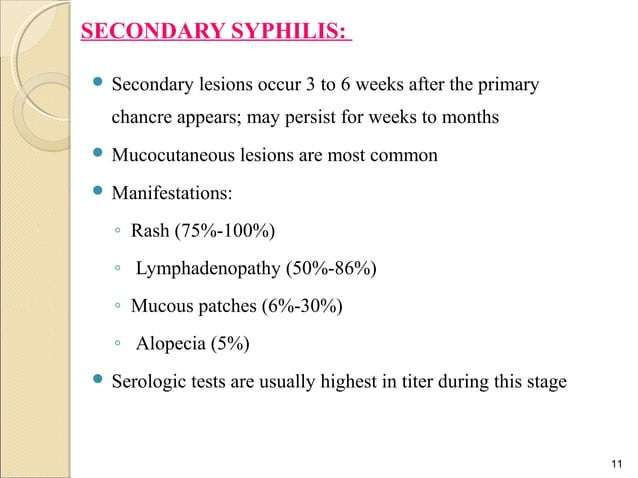 SECONDARY SYPHILIS:
Secondary lesions occur 3 to 6 weeks after the primary
chancre appears; may persist for weeks to months
Mucocutaneous lesions are most common
Manifestations:
Rash (75%-100%)
Lymphadenopathy (50%-86%)
Mucous patches (6%-30%)
Alopecia (5%)
Serologic tests are usually highest in titer during this stage
11